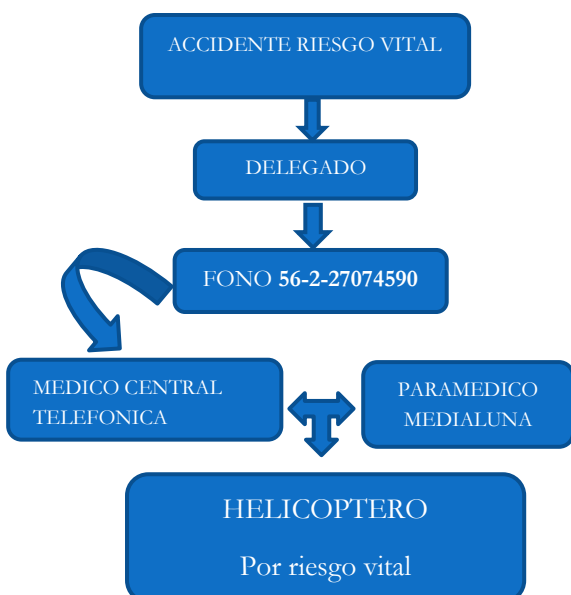 ACCIDENTE RIESGO VITAL
DELEGADO
FONO 56-2-27074590
MEDICO CENTRAL
TELEFONICA
PARAMEDICO
MEDIALUNA
HELICOPTERO
Por riesgo vital